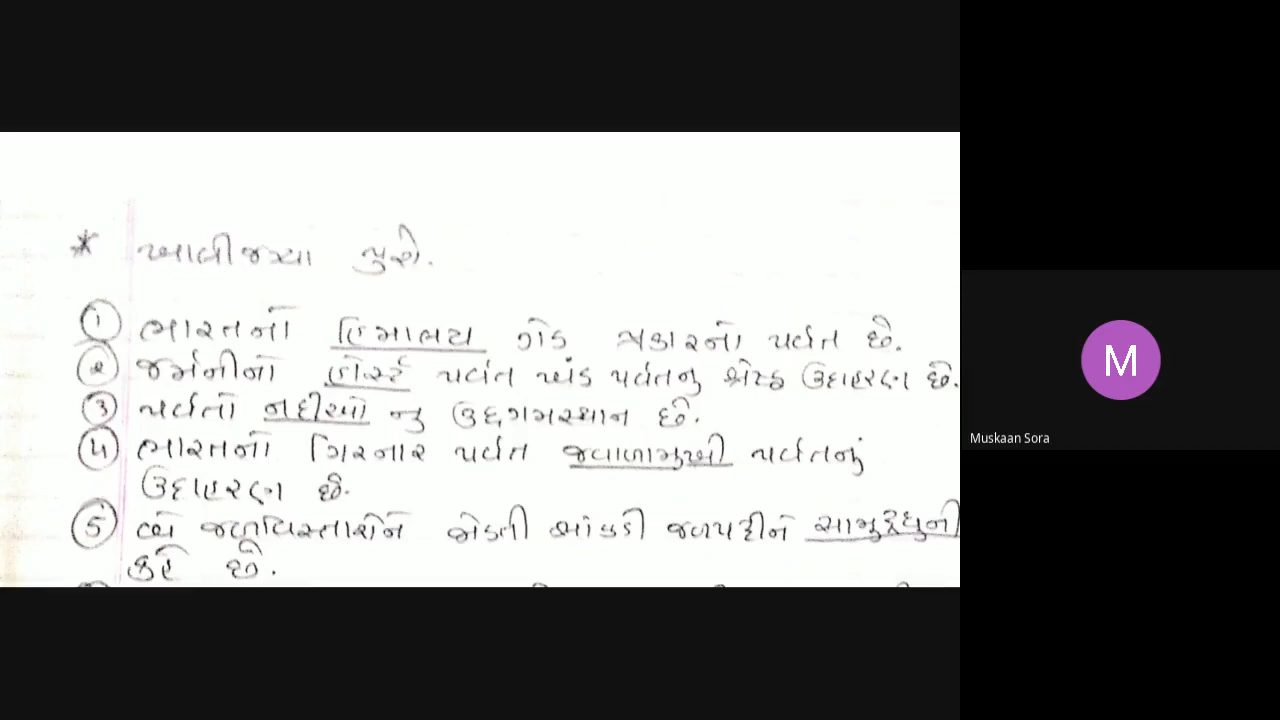 * ખાલીજગ્યા પુરો.
① ભારતનો હિમાલય ગેડ પ્રકારનો પર્વત છે.
② જર્મનીનો હોર્સ્ટ પર્વત ખંડ પર્વતનુ શ્રેષ્ઠ ઉદાહરણ છે.
③ પર્વતો નદીઓ નુ ઉદ્દગમસ્થાન છે.
④ ભારતનો ગિરનાર પર્વત જ્વાળામુખી પર્વતનું
ઉદાહરણ છે.
⑤ બે જળવિસ્તારોને જોડતી સાંકડી જળપટ્ટીને સામુદ્રધુની
કહે છે.
M
Muskaan Sora